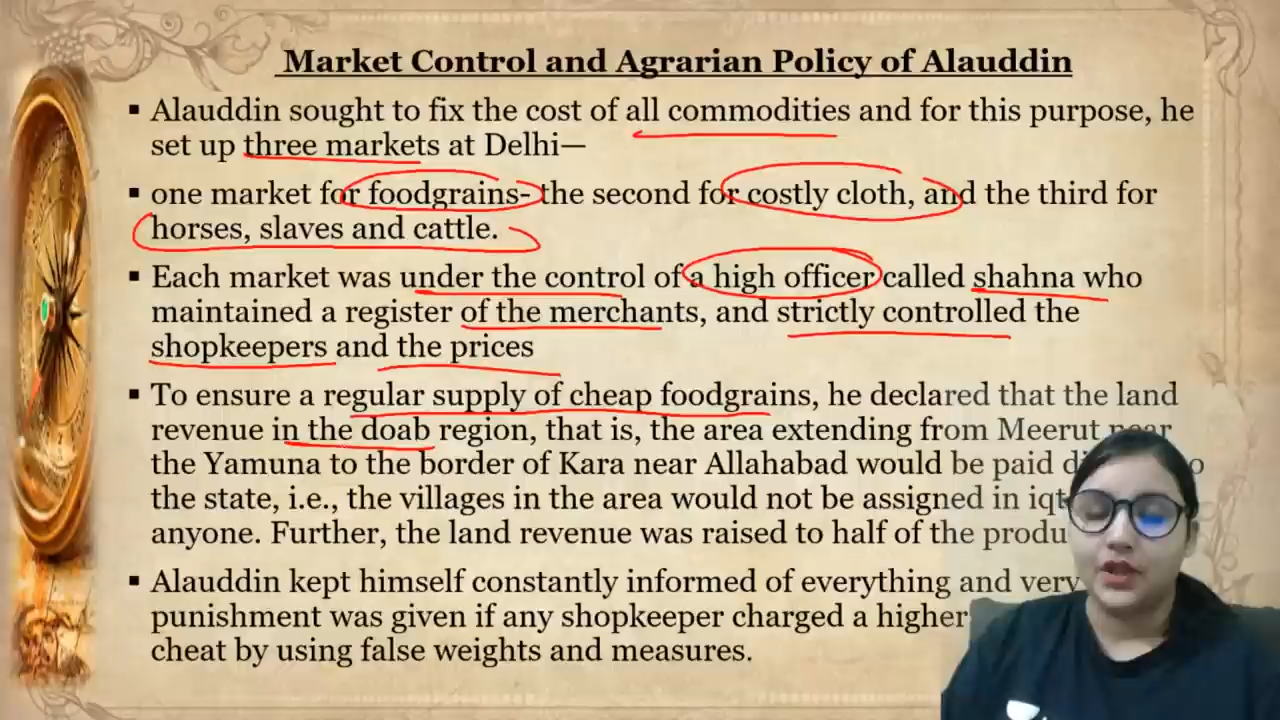 Market Control and Agrarian Policy of Alauddin
▪ Alauddin sought to fix the cost of all commodities and for this purpose, he
set up three markets at Delhi—
▪ one market for foodgrains- the second for costly cloth, and the third for
horses, slaves and cattle.
▪ Each market was under the control of a high officer called shahna who
maintained a register of the merchants, and strictly controlled the
shopkeepers and the prices
▪ To ensure a regular supply of cheap foodgrains, he declared that the land
revenue in the doab region, that is, the area extending from Meerut near
the Yamuna to the border of Kara near Allahabad would be paid
the state, i.e., the villages in the area would not be assigned in
anyone. Further, the land revenue was raised to half of the
▪ Alauddin kept himself constantly informed of everything and very
punishment was given if any shopkeeper charged a higher
cheat by using false weights and measures.